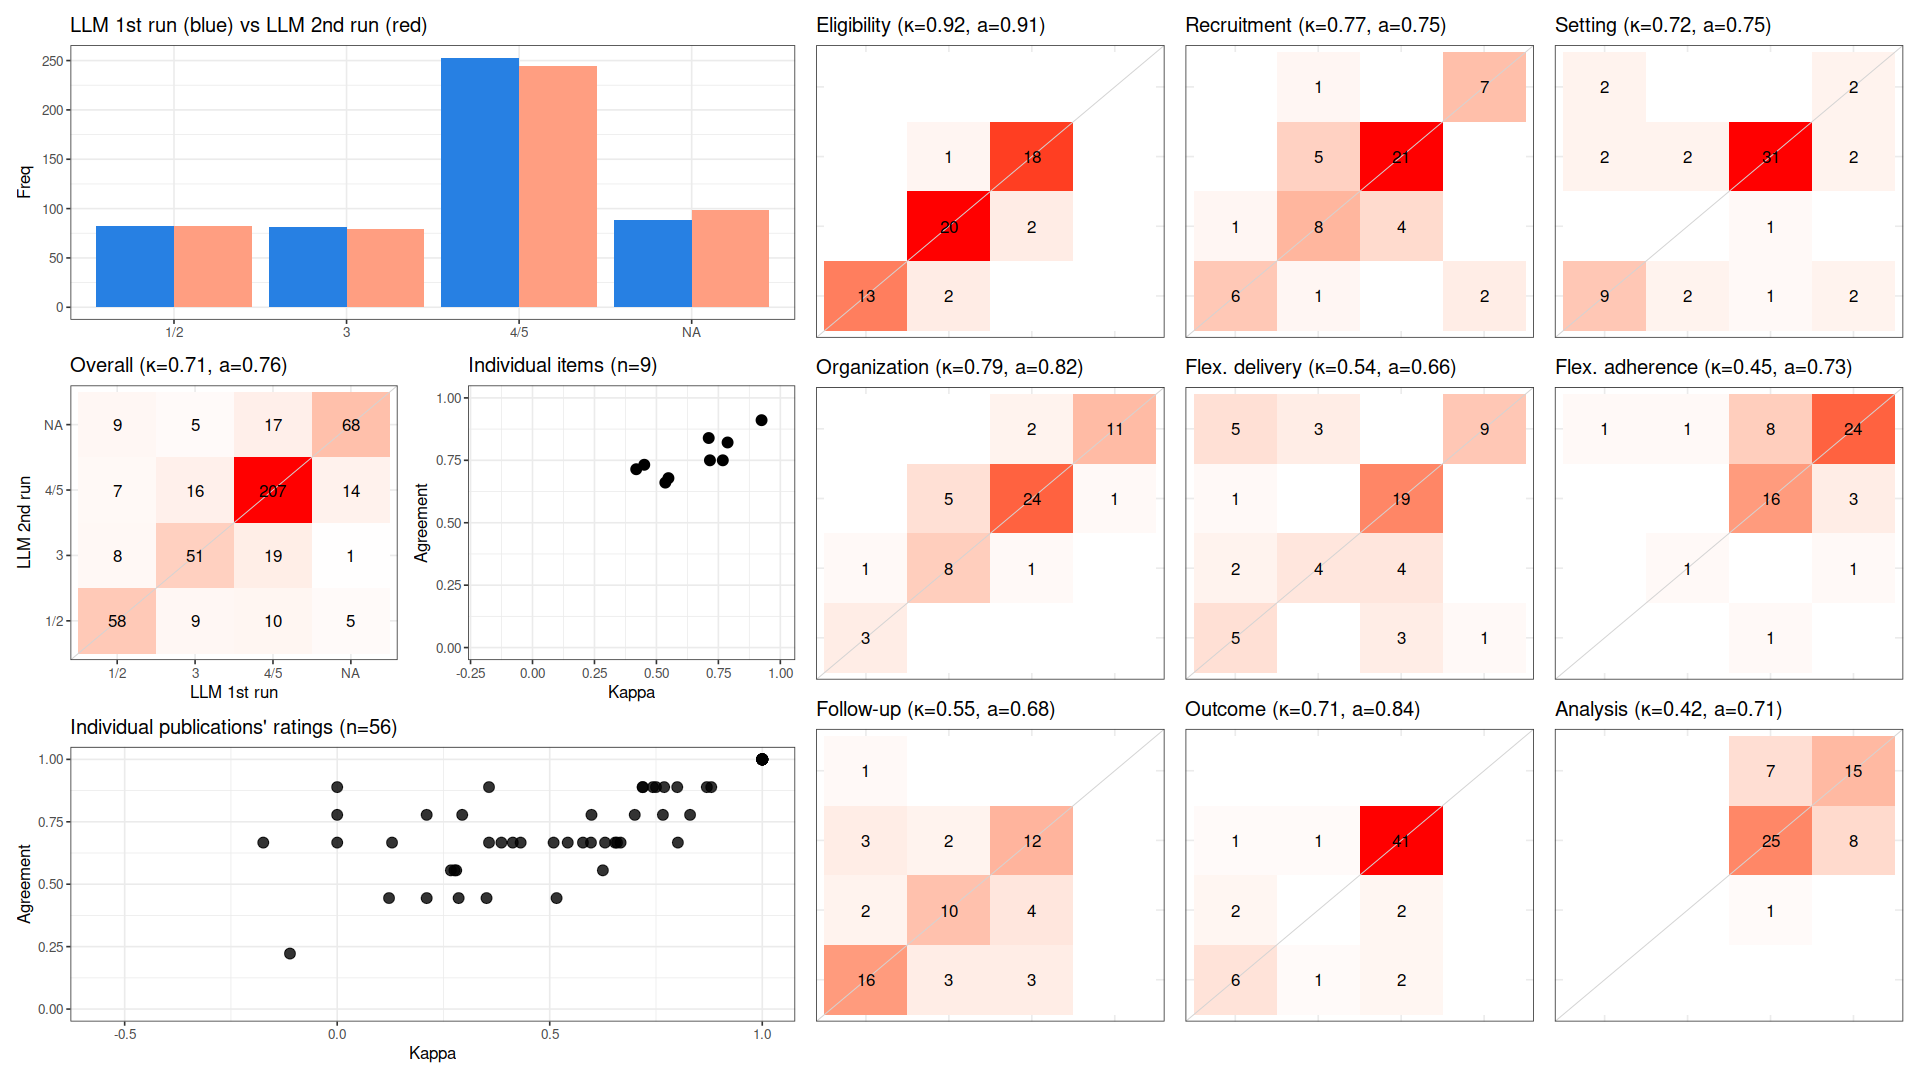 LLM 1st run (blue) vs LLM 2nd run (red)
Freq
250
200
150
100
50
0
1/2
3
4/5
NA
Overall (κ=0.71, a=0.76)
LLM 2nd run
NA 9 5 17 68
4/5 7 16 207 14
3 8 51 19 1
1/2 58 9 10 5
1/2 3 4/5 NA
LLM 1st run
Individual items (n=9)
Agreement
1.00
0.75
0.50
0.25
0.00
-0.25 0.00 0.25 0.50 0.75 1.00
Kappa
Individual publications' ratings (n=56)
Agreement
1.00
0.75
0.50
0.25
0.00
-0.5 0.0 0.5 1.0
Kappa
Eligibility (κ=0.92, a=0.91)
1 18
20 2
13 2
Recruitment (κ=0.77, a=0.75)
1 7
5 21
1 8 4
6 1 2
Setting (κ=0.72, a=0.75)
2 2
2 2 31 2
1
9 2 1 2
Organization (κ=0.79, a=0.82)
2 11
5 24 1
1 8 1
3
Flex. delivery (κ=0.54, a=0.66)
5 3 9
1 19
2 4 4
5 3 1
Flex. adherence (κ=0.45, a=0.73)
1 1 8 24
16 3
1 1
1
Follow-up (κ=0.55, a=0.68)
1
3 2 12
2 10 4
16 3 3
Outcome (κ=0.71, a=0.84)
1 1 41
2 2
6 1 2
Analysis (κ=0.42, a=0.71)
7 15
25 8
1